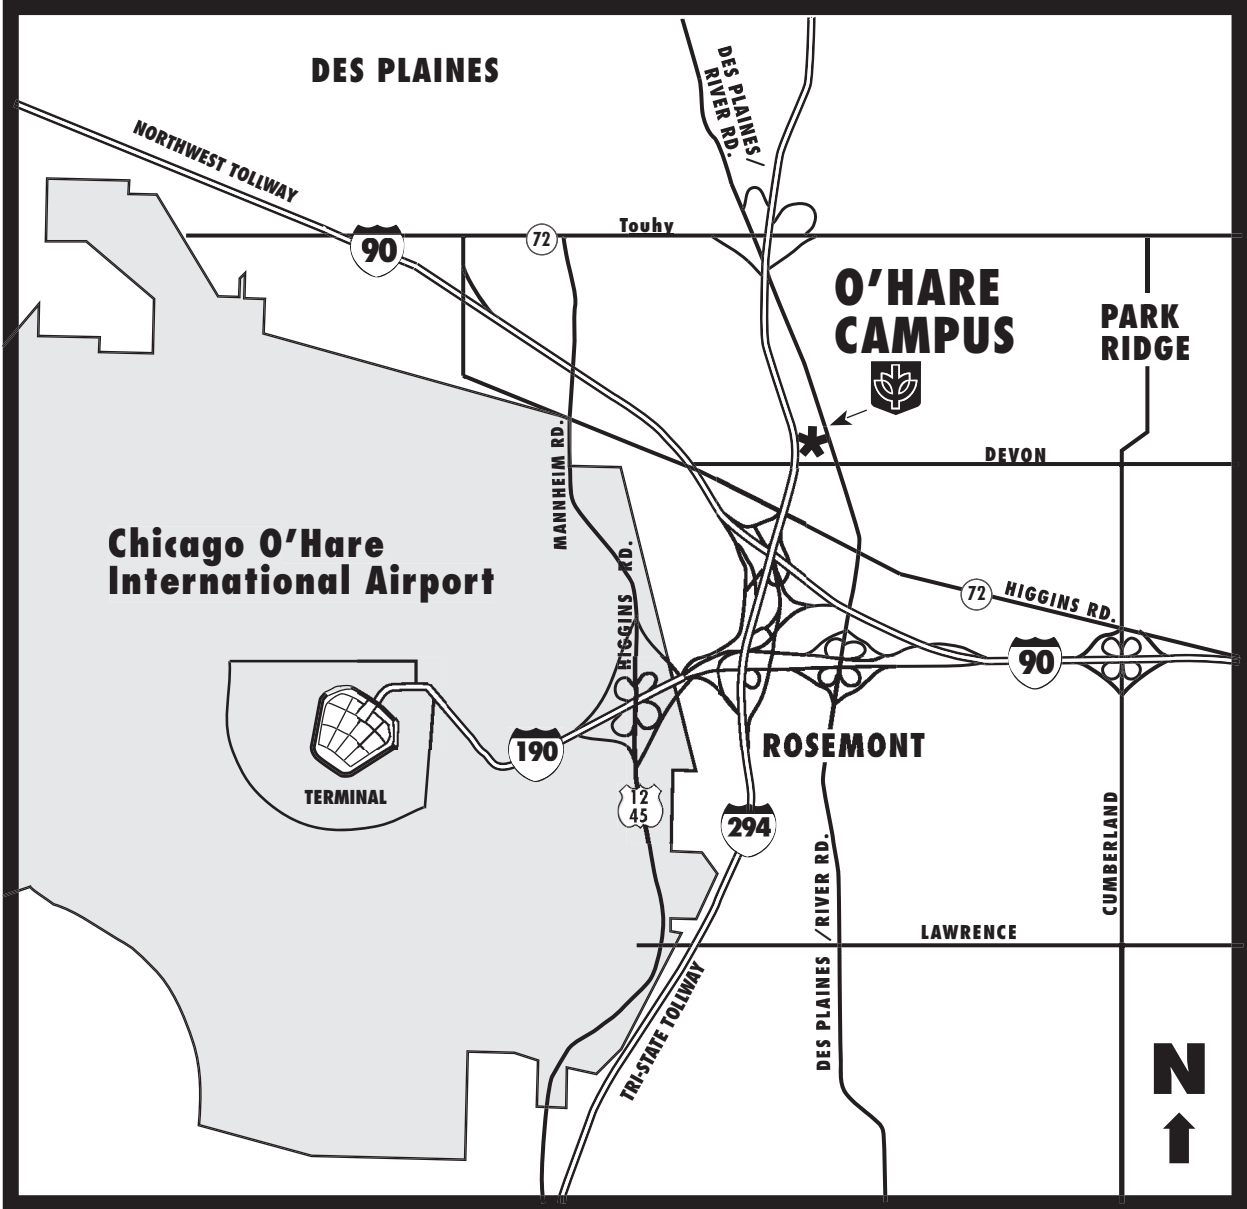 DES PLAINES
DES PLAINES/
RIVER RD.
NORTHWEST TOLLWAY
Touhy
72
90
O'HARE
CAMPUS
PARK
RIDGE
MANNHEIM RD.
DEVON
Chicago O'Hare
International Airport
HIGGINS RD.
72
HIGGINS RD.
90
190
ROSEMONT
TERMINAL
12
45
294
CUMBERLAND
DES PLAINES /RIVER RD.
LAWRENCE
TRI-STATE TOLLWAY
N